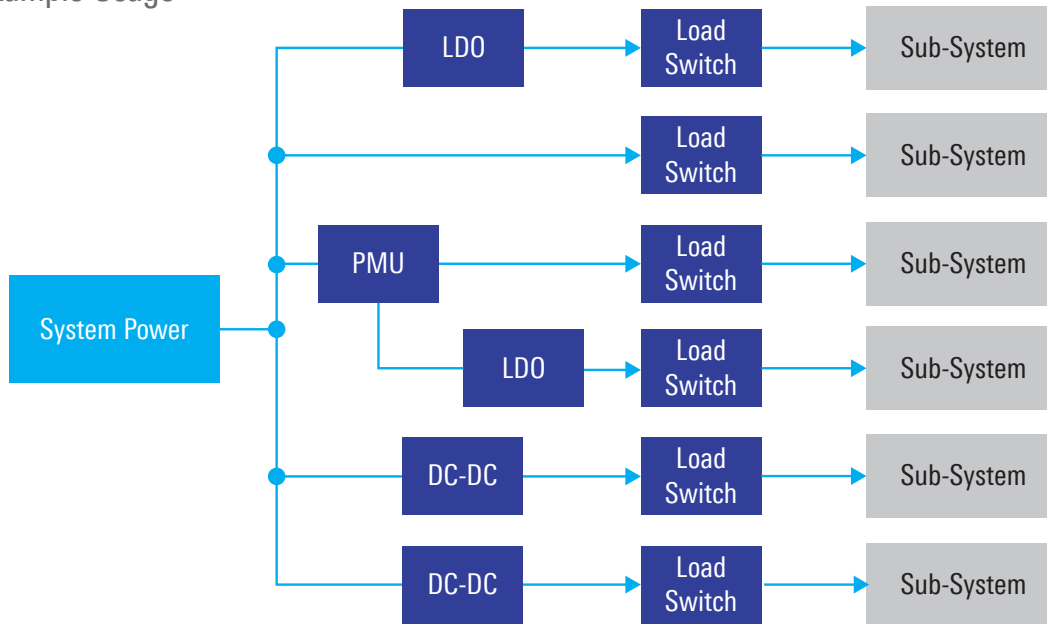 Usage
LDO
Load
Switch
Sub-System
Load
Switch
Sub-System
PMU
Load
Switch
Sub-System
System Power
LDO
Load
Switch
Sub-System
DC-DC
Load
Switch
Sub-System
DC-DC
Load
Switch
Sub-System